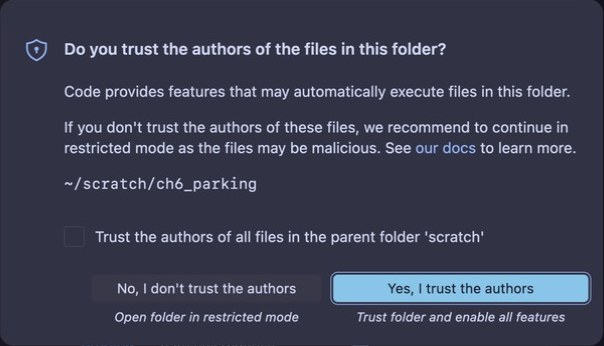 Do you trust the authors of the files in this folder?
Code provides features that may automatically execute files in this folder.
If you don't trust the authors of these files, we recommend to continue in
restricted mode as the files may be malicious. See our docs to learn more.
~/scratch/ch6_parking
Trust the authors of all files in the parent folder 'scratch'
No, I don't trust the authors
Yes, I trust the authors
Open folder in restricted mode
Trust folder and enable all features